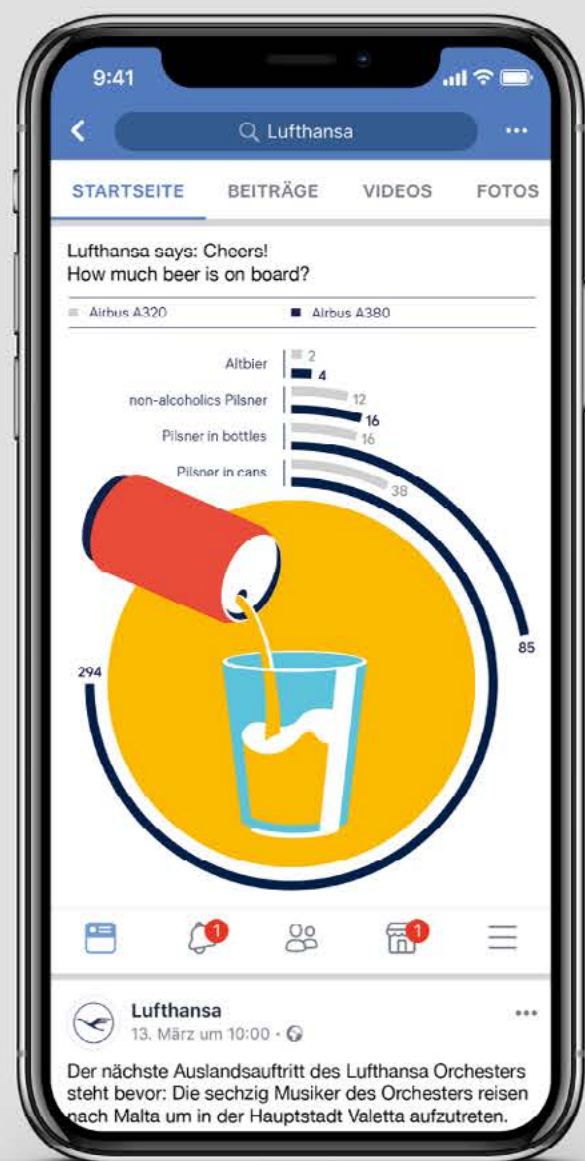 9:41
Lufthansa
STARTSEITE BEITRÄGE VIDEOS FOTOS
Lufthansa says: Cheers!
How much beer is on board?
Airbus A320 Airbus A380
Altbier 2
4
non-alcoholics Pilsner 12
16
Pilsner in bottles 16
85
Pilsner in cans 38
294
1 1
Lufthansa
13. März um 10:00 ·
Der nächste Auslandsauftritt des Lufthansa Orchesters
steht bevor: Die sechzig Musiker des Orchesters reisen
nach Malta um in der Hauptstadt Valetta aufzutreten.